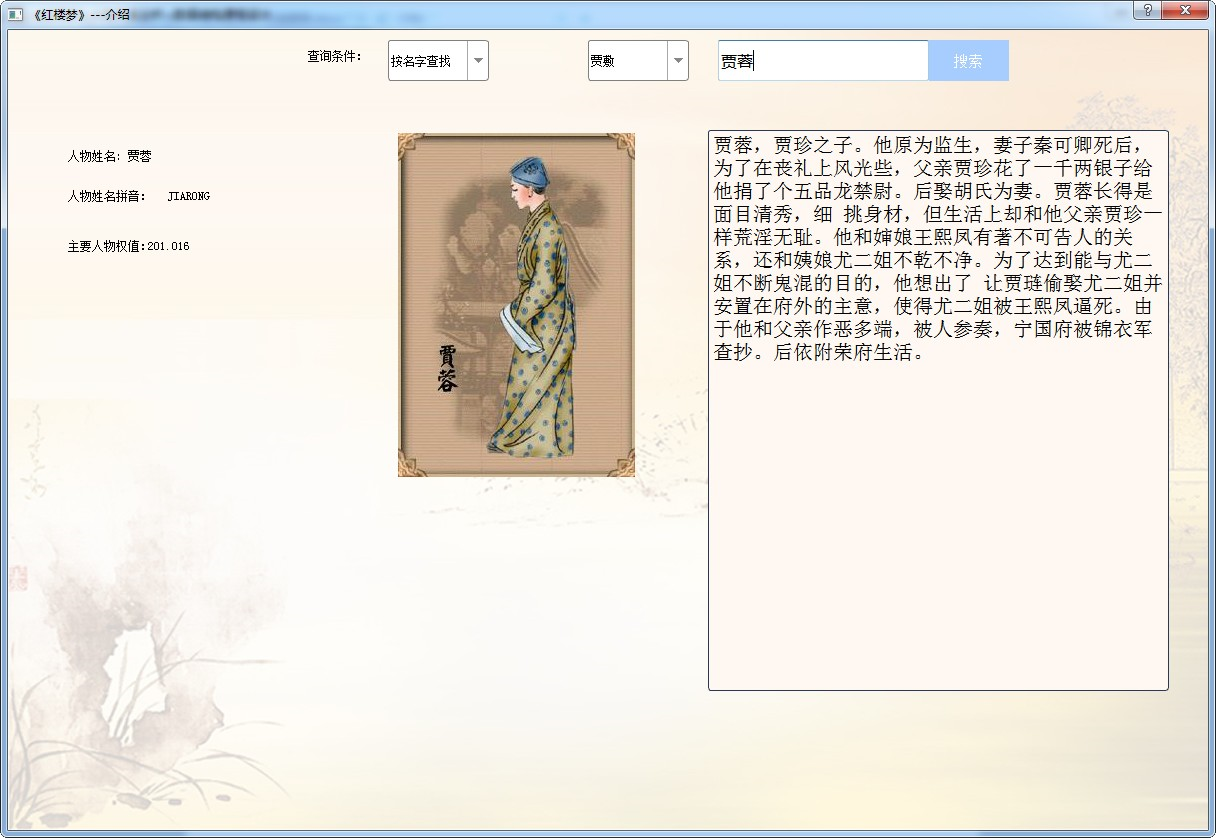 《红楼梦》---介绍
查询条件：
按名字查找
贾敷
贾蓉
搜索
人物姓名：贾蓉
人物姓名拼音： JIARONG
主要人物权值:201.016
賈蓉
贾蓉，贾珍之子。他原为监生，妻子秦可卿死后，
为了在丧礼上风光些，父亲贾珍花了一千两银子给
他捐了个五品龙禁尉。后娶胡氏为妻。贾蓉长得是
面目清秀，细 挑身材，但生活上却和他父亲贾珍一
样荒淫无耻。他和婶娘王熙凤有著不可告人的关
系，还和姨娘尤二姐不乾不净。为了达到能与尤二
姐不断鬼混的目的，他想出了 让贾琏偷娶尤二姐并
安置在府外的主意，使得尤二姐被王熙凤逼死。由
于他和父亲作恶多端，被人参奏，宁国府被锦衣军
查抄。后依附荣府生活。